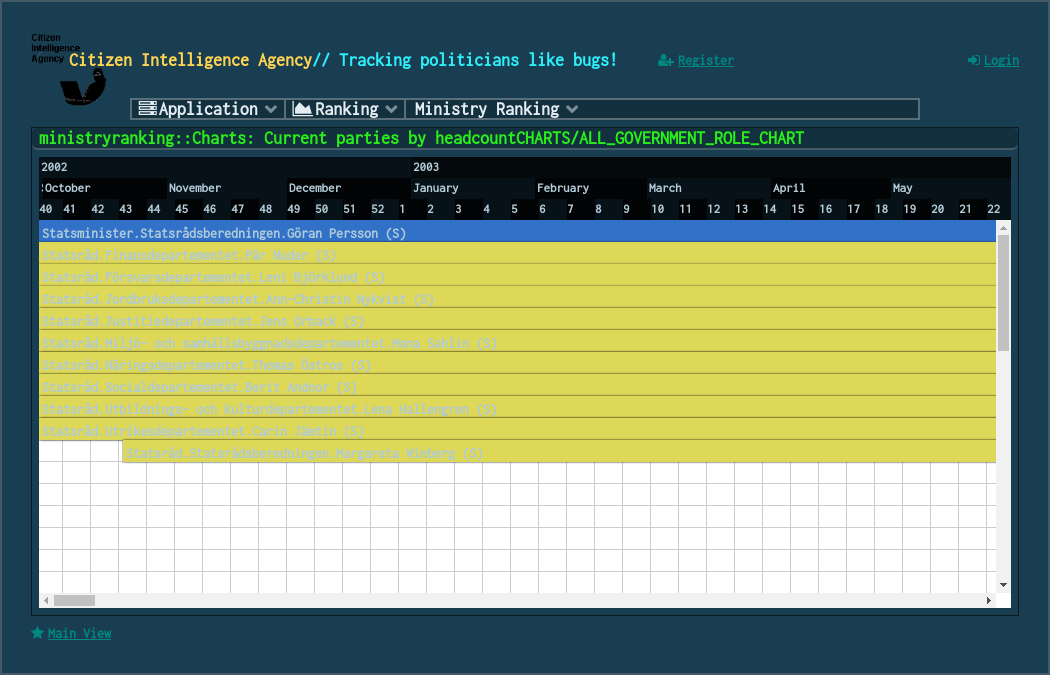 Citizen
Intelligence
Agency
Citizen Intelligence Agency// Tracking politicians like bugs!
Register
Login
Application
Ranking
Ministry Ranking
ministryranking::Charts: Current parties by headcountCHARTS/ALL_GOVERNMENT_ROLE_CHART
2002 2003
October November December January February March April May
40 41 42 43 44 45 46 47 48 49 50 51 52 1 2 3 4 5 6 7 8 9 10 11 12 13 14 15 16 17 18 19 20 21 22
Statsminister.Statsrådsberedningen.Göran Persson (S)
Statsråd.Finansdepartementet.Pär Nuder (S)
Statsråd.Försvarsdepartementet.Leni Björklund (S)
Statsråd.Jordbruksdepartementet.Ann-Christin Nykvist (S)
Statsråd.Justitiedepartementet.Jens Orback (S)
Statsråd.Miljö- och samhällsbyggnadsdepartementet.Mona Sahlin (S)
Statsråd.Näringsdepartementet.Thomas Östros (S)
Statsråd.Socialdepartementet.Berit Andnor (S)
Statsråd.Utbildnings- och kulturdepartementet.Lena Hallengren (S)
Statsråd.Utrikesdepartementet.Carin Jämtin (S)
Statsråd.Statsrådsberedningen.Margareta Winberg (S)
Main View